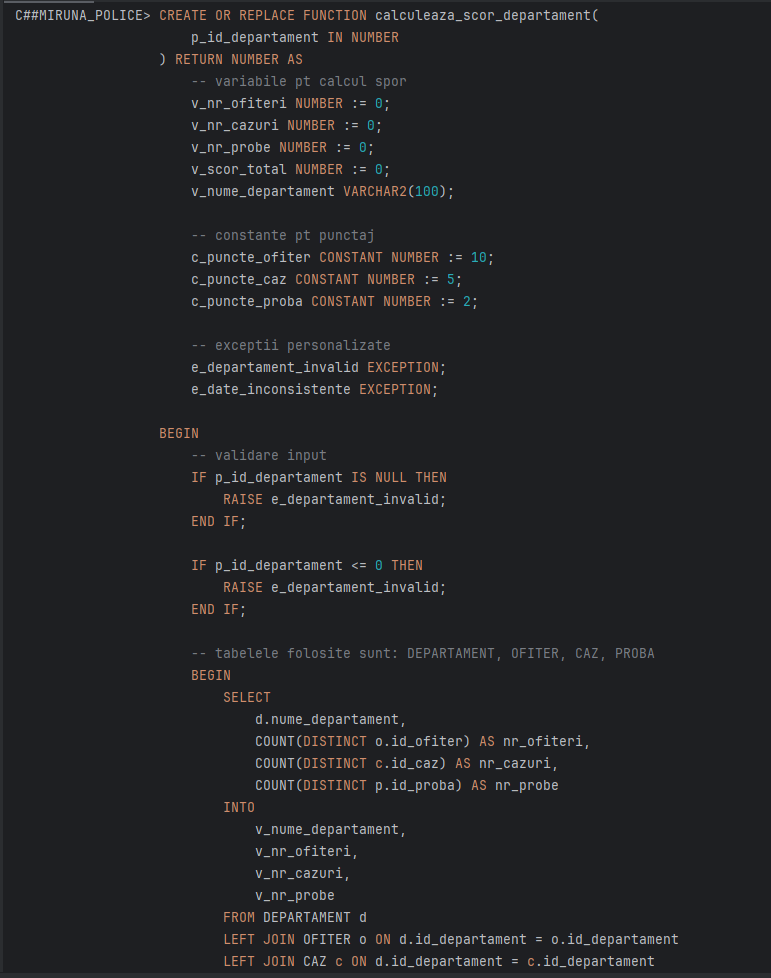 C##MIRUNA_POLICE> CREATE OR REPLACE FUNCTION calculeaza_scor_departament(
p_id_departament IN NUMBER
) RETURN NUMBER AS
-- variabile pt calcul spor
v_nr_ofiteri NUMBER := 0;
v_nr_cazuri NUMBER := 0;
v_nr_probe NUMBER := 0;
v_scor_total NUMBER := 0;
v_nume_departament VARCHAR2(100);
-- constante pt punctaj
c_puncte_ofiter CONSTANT NUMBER := 10;
c_puncte_caz CONSTANT NUMBER := 5;
c_puncte_proba CONSTANT NUMBER := 2;
-- exceptii personalizate
e_departament_invalid EXCEPTION;
e_date_inconsistente EXCEPTION;
BEGIN
-- validare input
IF p_id_departament IS NULL THEN
RAISE e_departament_invalid;
END IF;
IF p_id_departament <= 0 THEN
RAISE e_departament_invalid;
END IF;
-- tabelele folosite sunt: DEPARTAMENT, OFITER, CAZ, PROBA
BEGIN
SELECT
d.nume_departament,
COUNT(DISTINCT o.id_ofiter) AS nr_ofiteri,
COUNT(DISTINCT c.id_caz) AS nr_cazuri,
COUNT(DISTINCT p.id_proba) AS nr_probe
INTO
v_nume_departament,
v_nr_ofiteri,
v_nr_cazuri,
v_nr_probe
FROM DEPARTAMENT d
LEFT JOIN OFITER o ON d.id_departament = o.id_departament
LEFT JOIN CAZ c ON d.id_departament = c.id_departament